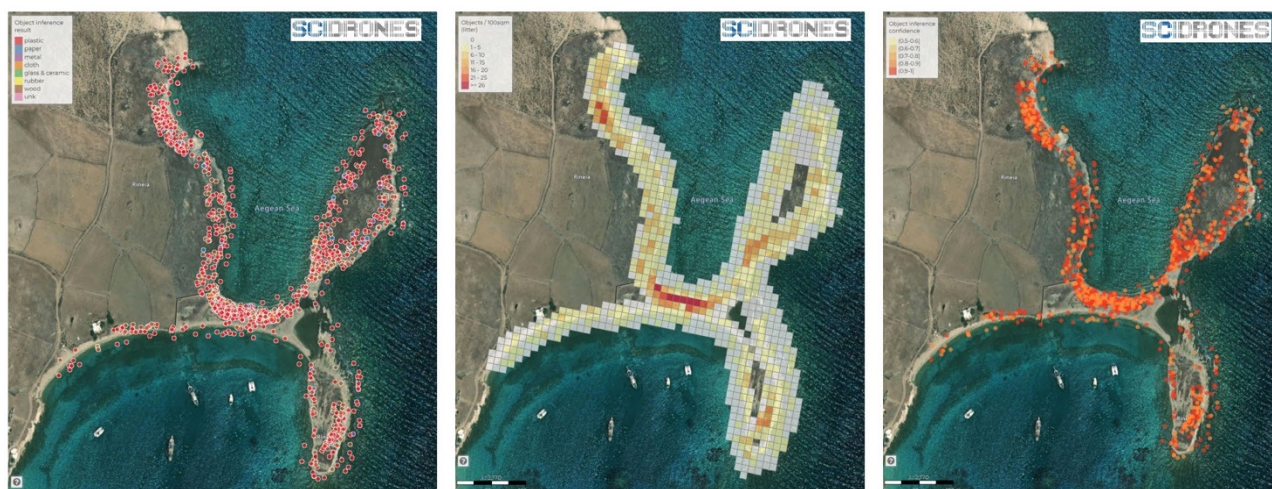 Object inference
result
plastic
paper
metal
cloth
glass & ceramic
rubber
wood
unk
SCIDRONES
Rineia
Aegean Sea
?
Objects / 100sqm
(litter)
0
1 - 5
6 - 10
11 - 15
16 - 20
21 - 25
>= 26
SCIDRONES
Rineia
Aegean Sea
?
Object inference
confidence
(0.5-0.6)
(0.6-0.7)
(0.7-0.8)
(0.8-0.9)
(0.9-1)
SCIDRONES
Rineia
Aegean Sea
?